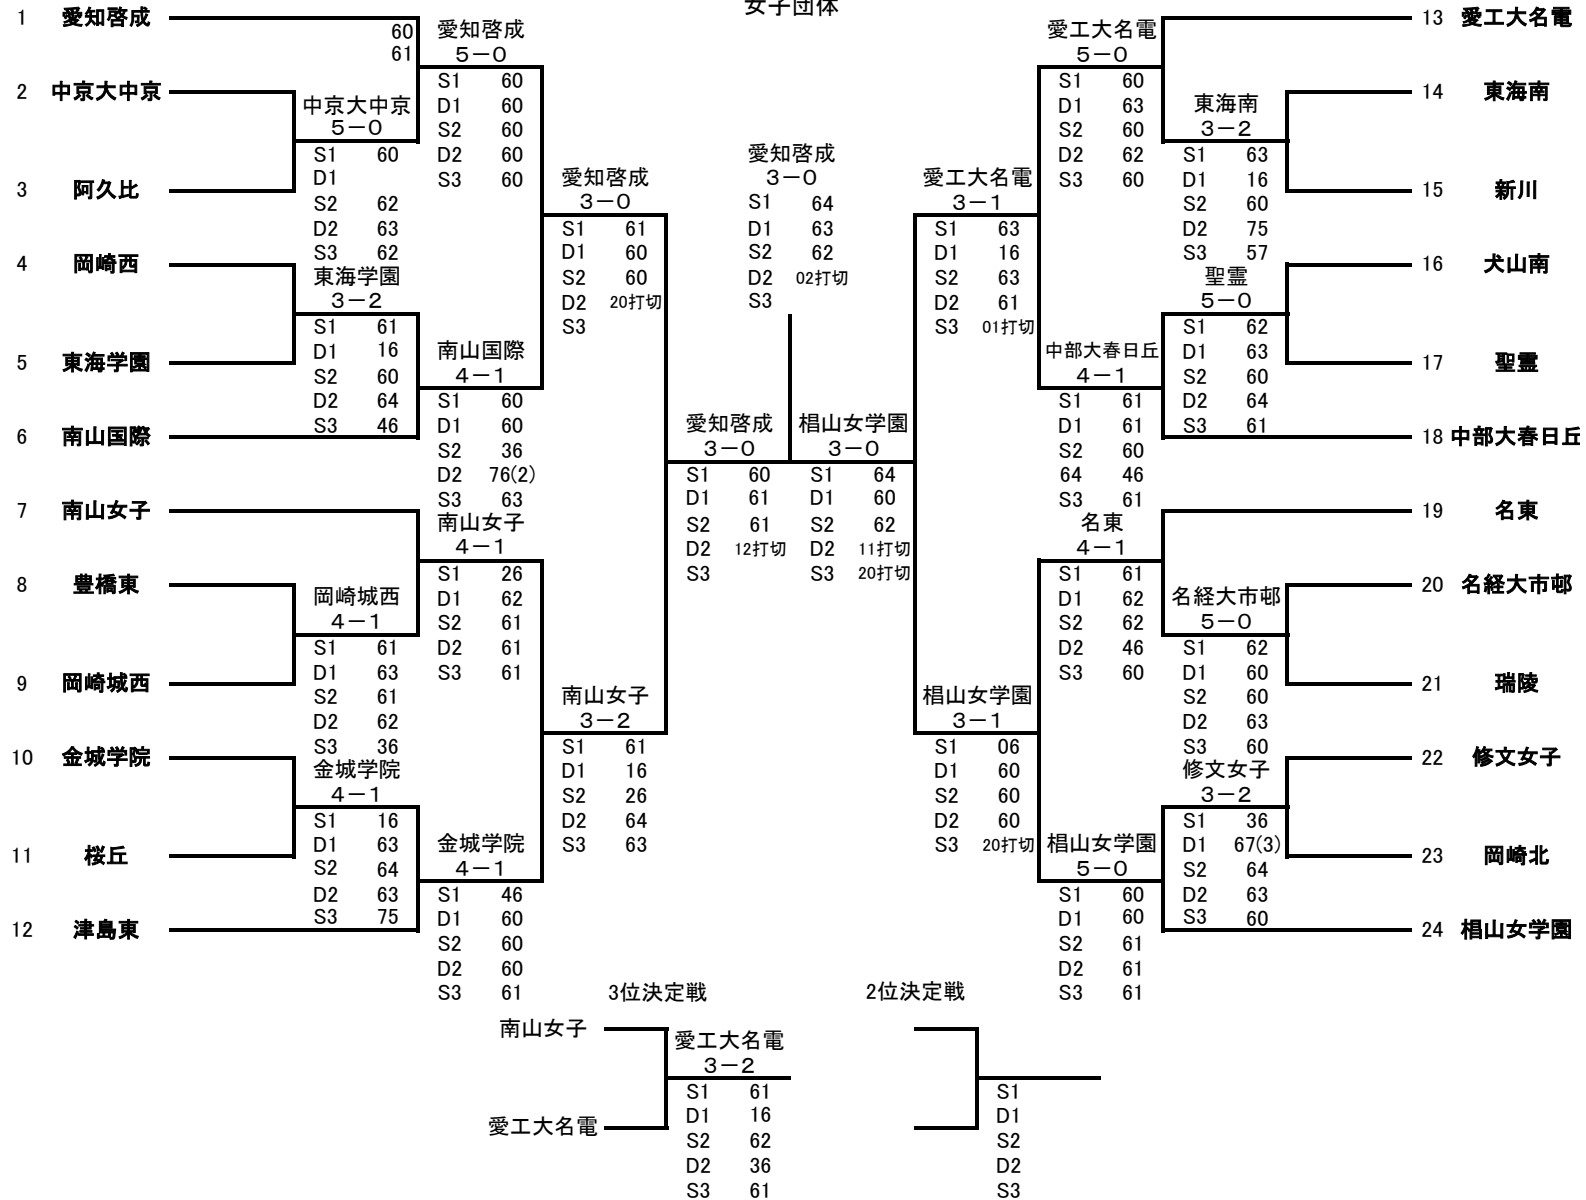 女子団体
1 愛知啓成
2 中京大中京
3 阿久比
4 岡崎西
5 東海学園
6 南山国際
7 南山女子
8 豊橋東
9 岡崎城西
10 金城学院
11 桜丘
12 津島東
中京大中京
5－0
S1 60
D1
S2 62
D2 63
S3 62
東海学園
3－2
S1 61
D1 16
S2 60
D2 64
S3 46
岡崎城西
4－1
S1 61
D1 63
S2 61
D2 62
S3 36
金城学院
4－1
S1 16
D1 63
S2 64
D2 63
S3 75
60
61
愛知啓成
5－0
S1 60
D1 60
S2 60
D2 60
S3 60
南山国際
4－1
S1 60
D1 60
S2 36
D2 76(2)
S3 63
南山女子
4－1
S1 26
D1 62
S2 61
D2 61
S3 61
金城学院
4－1
S1 46
D1 60
S2 60
D2 60
S3 61
愛知啓成
3－0
S1 61
D1 60
S2 60
D2 20打切
S3
南山女子
3－2
S1 61
D1 16
S2 26
D2 64
S3 63
愛知啓成
3－0
S1 60
D1 61
S2 61
D2 12打切
S3
愛知啓成
3－0
S1 64
D1 63
S2 62
D2 02打切
S3
椙山女学園
3－0
S1 64
D1 60
S2 62
D2 11打切
S3 20打切
愛工大名電
3－1
S1 63
D1 16
S2 63
D2 61
S3 01打切
椙山女学園
3－1
S1 06
D1 60
S2 60
D2 60
S3 20打切
愛工大名電
5－0
S1 60
D1 63
S2 60
D2 62
S3 60
中部大春日丘
4－1
S1 61
D1 61
S2 60
64 46
S3 61
名東
4－1
S1 61
D1 62
S2 62
D2 46
S3 60
椙山女学園
5－0
S1 60
D1 60
S2 61
D2 61
S3 61
東海南
3－2
S1 63
D1 16
S2 60
D2 75
S3 57
聖霊
5－0
S1 62
D1 63
S2 60
D2 64
S3 61
名経大市邨
5－0
S1 62
D1 60
S2 60
D2 63
S3 60
修文女子
3－2
S1 36
D1 67(3)
S2 64
D2 63
S3 60
13 愛工大名電
14 東海南
15 新川
16 犬山南
17 聖霊
18 中部大春日丘
19 名東
20 名経大市邨
21 瑞陵
22 修文女子
23 岡崎北
24 椙山女学園
3位決定戦
南山女子
愛工大名電
愛工大名電
3－2
S1 61
D1 16
S2 62
D2 36
S3 61
2位決定戦
S1
D1
S2
D2
S3